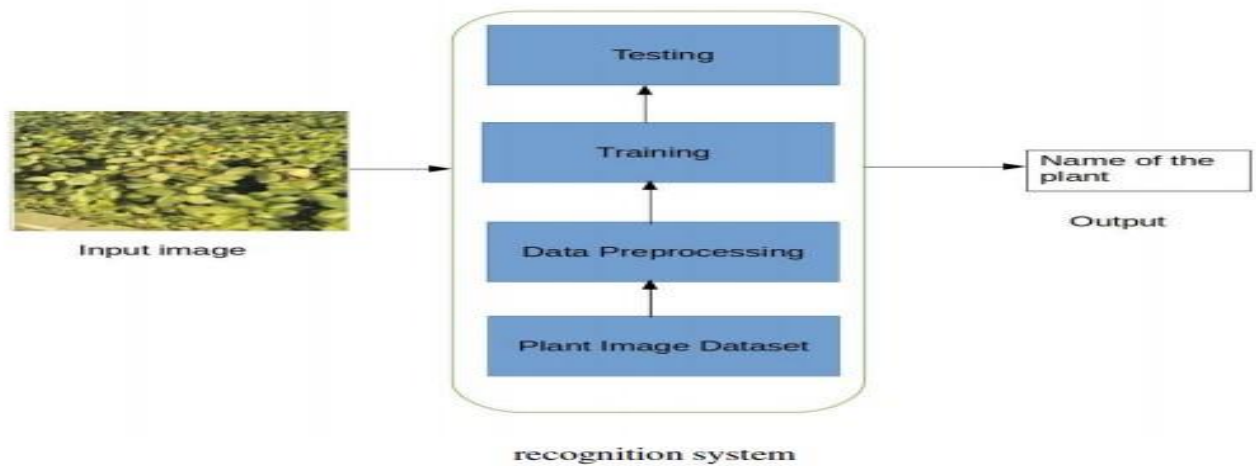 Testing
Training
Data Preprocessing
Plant Image Dataset
Input image
Name of the
plant
Output
recognition system